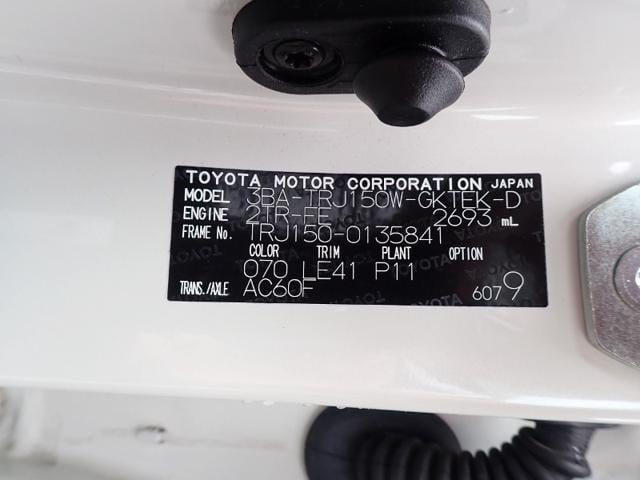 TOYOTA MOTOR CORPORATION JAPAN
MODEL 3BA-TRJ150W-GKTEK-D
ENGINE 2TR-FE 2693 mL
FRAME No. TRJ150-0135841
COLOR TRIM PLANT OPTION
070 LE41 P11
TRANS./AXLE AC60F
6079